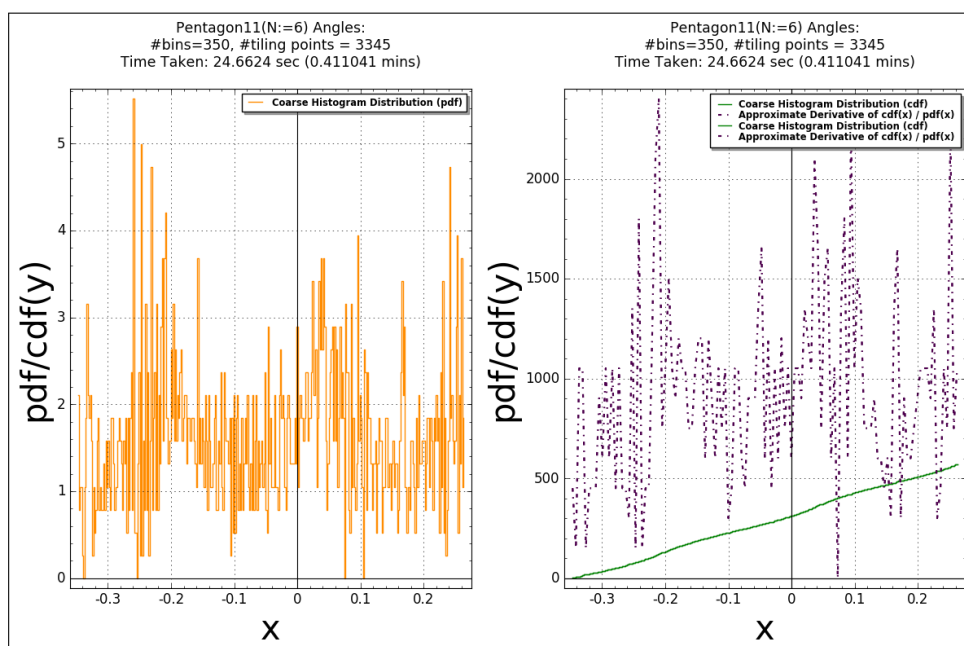 Pentagon11(N:=6) Angles:
#bins=350, #tiling points = 3345
Time Taken: 24.6624 sec (0.411041 mins)
Coarse Histogram Distribution (pdf)
5
4
3
2
1
0
-0.3
-0.2
-0.1
0
0.1
0.2
pdf/cdf(y)
x
Pentagon11(N:=6) Angles:
#bins=350, #tiling points = 3345
Time Taken: 24.6624 sec (0.411041 mins)
Coarse Histogram Distribution (cdf)
Approximate Derivative of cdf(x) / pdf(x)
Coarse Histogram Distribution (cdf)
Approximate Derivative of cdf(x) / pdf(x)
2000
1500
1000
500
0
-0.3
-0.2
-0.1
0
0.1
0.2
pdf/cdf(y)
x